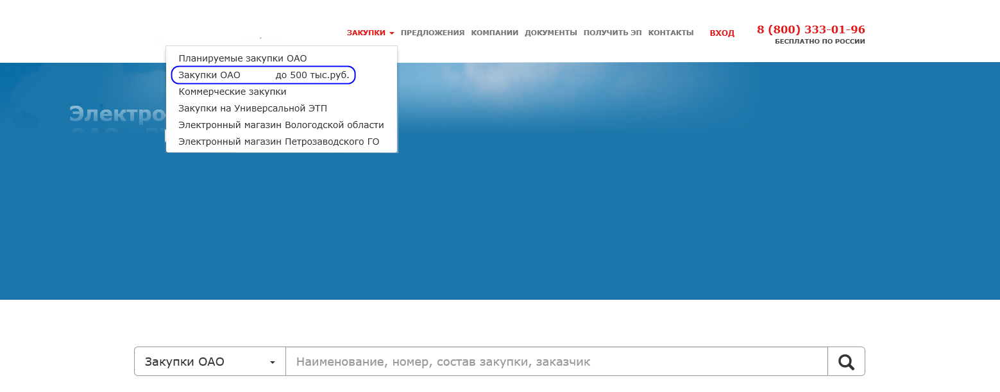 ЗАКУПКИ ПРЕДЛОЖЕНИЯ КОМПАНИИ ДОКУМЕНТЫ ПОЛУЧИТЬ ЭП КОНТАКТЫ ВХОД 8 (800) 333-01-96
БЕСПЛАТНО ПО РОССИИ
Планируемые закупки ОАО
Закупки ОАО до 500 тыс.руб.
Коммерческие закупки
Закупки на Универсальной ЭТП
Электронный магазин Вологодской области
Электронный магазин Петрозаводского ГО
Электро
Закупки ОАО Наименование, номер, состав закупки, заказчик